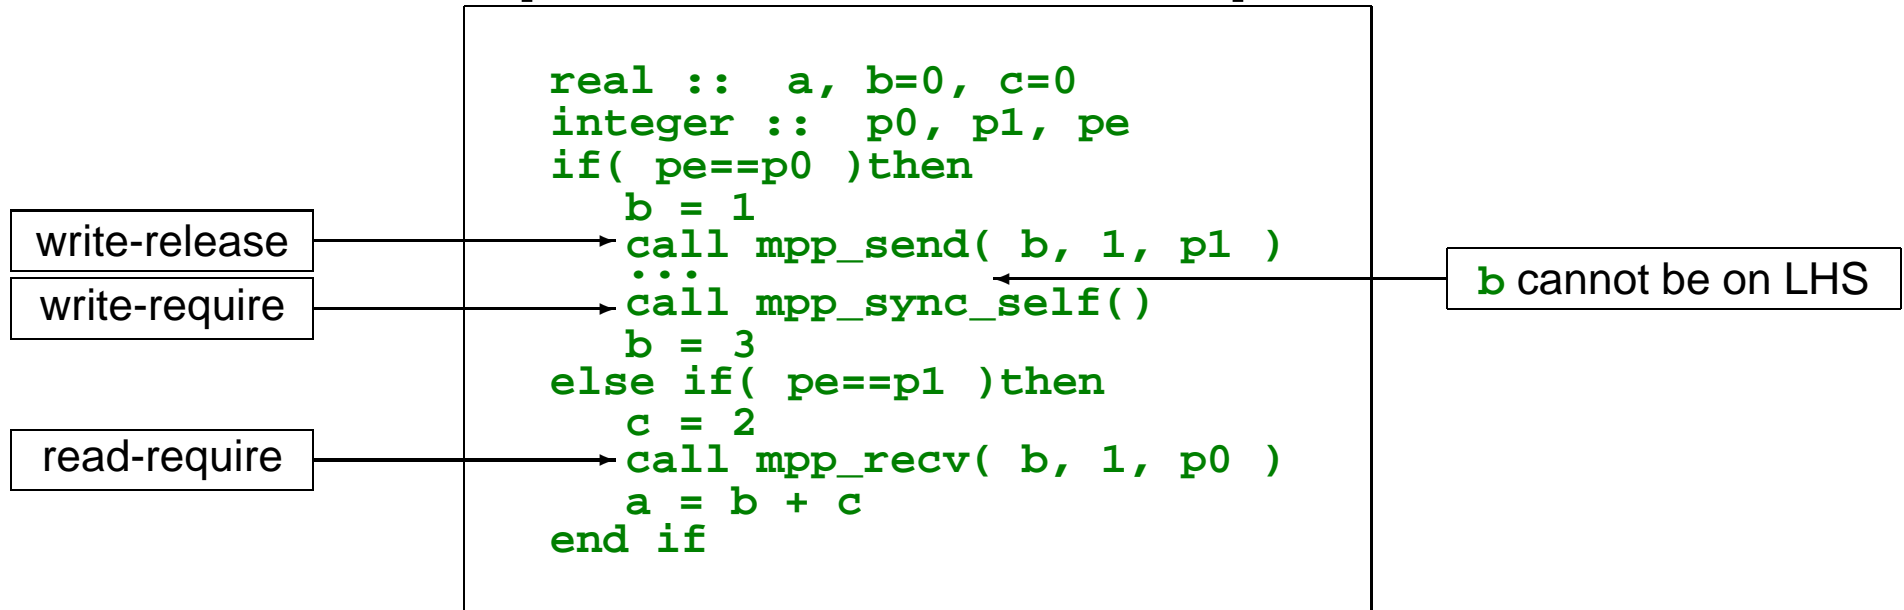 real :: a, b=0, c=0
integer :: p0, p1, pe
if( pe==p0 )then
b = 1
write-release
call mpp_send( b, 1, p1 )
...
b cannot be on LHS
write-require
call mpp_sync_self()
b = 3
else if( pe==p1 )then
c = 2
read-require
call mpp_recv( b, 1, p0 )
a = b + c
end if